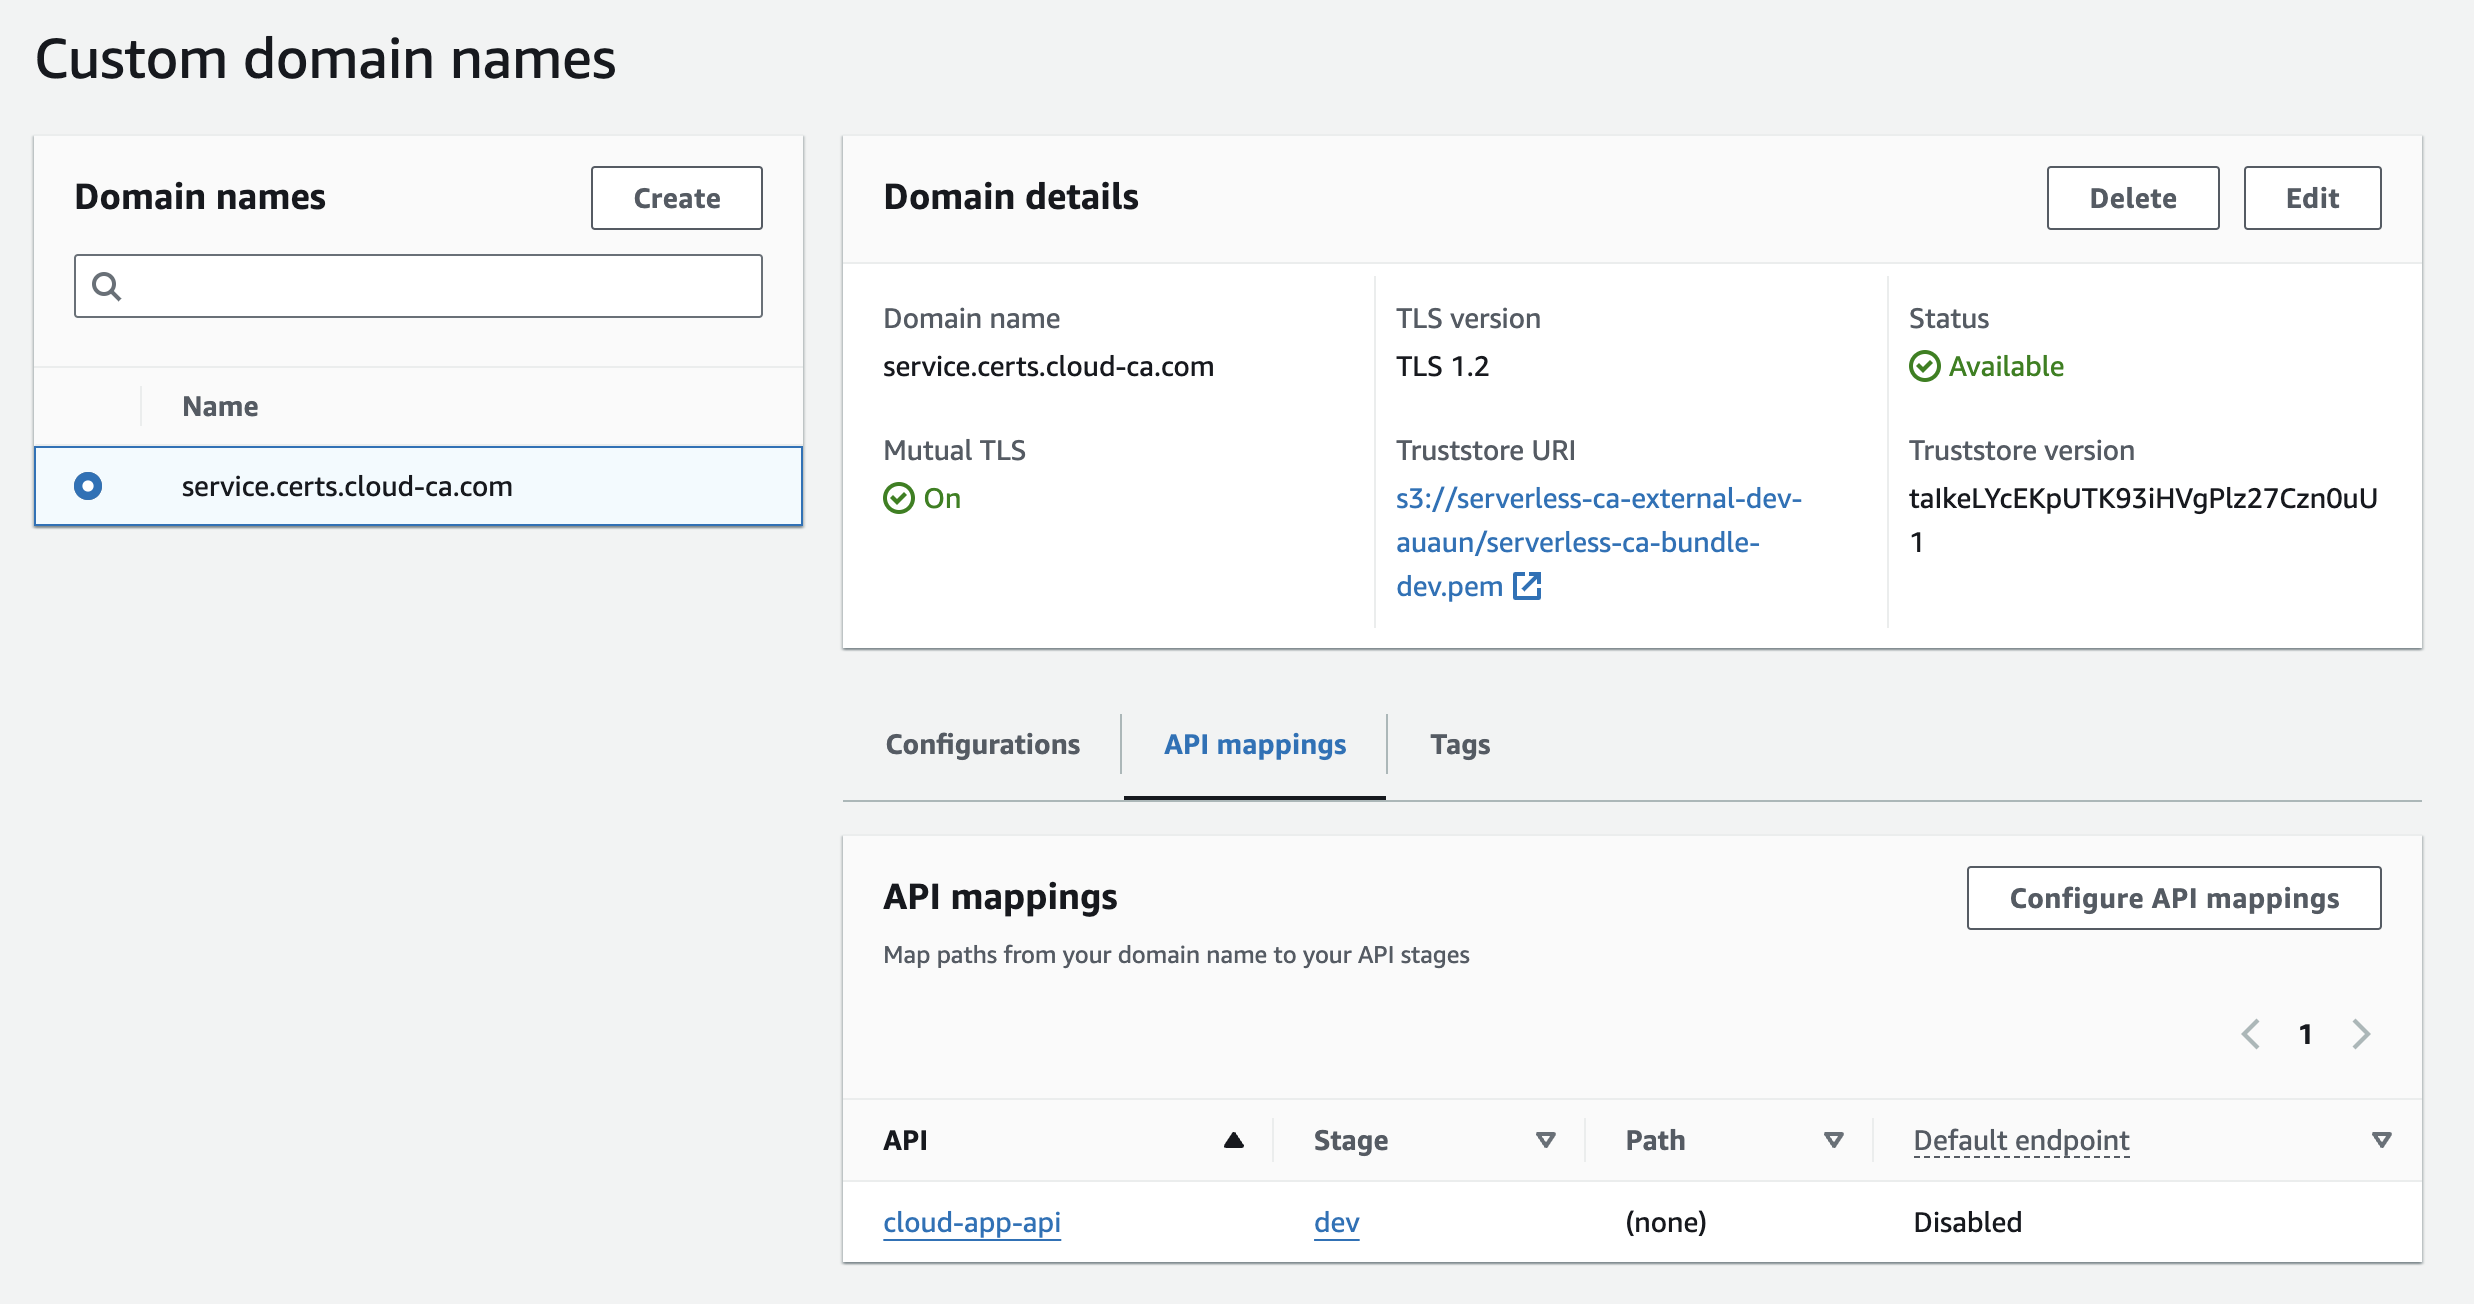 Custom domain names
Domain names
Create
Name
service.certs.cloud-ca.com
Domain details
Delete
Edit
Domain name
service.certs.cloud-ca.com
TLS version
TLS 1.2
Status
Available
Mutual TLS
On
Truststore URI
s3://serverless-ca-external-dev-
auaun/serverless-ca-bundle-
dev.pem
Truststore version
taIkeLYcEKpUTK93iHVgPlz27Czn0uU
1
Configurations
API mappings
Tags
API mappings
Configure API mappings
Map paths from your domain name to your API stages
1
API
Stage
Path
Default endpoint
cloud-app-api
dev
(none)
Disabled